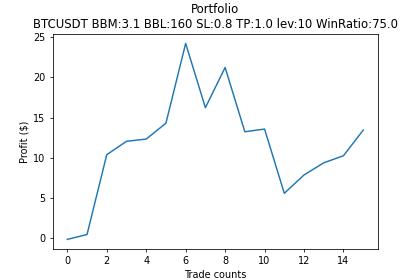 Portfolio
BTCUSDT BBM:3.1 BBL:160 SL:0.8 TP:1.0 lev:10 WinRatio:75.0
25
20
15
10
5
0
Profit ($)
0 2 4 6 8 10 12 14
Trade counts